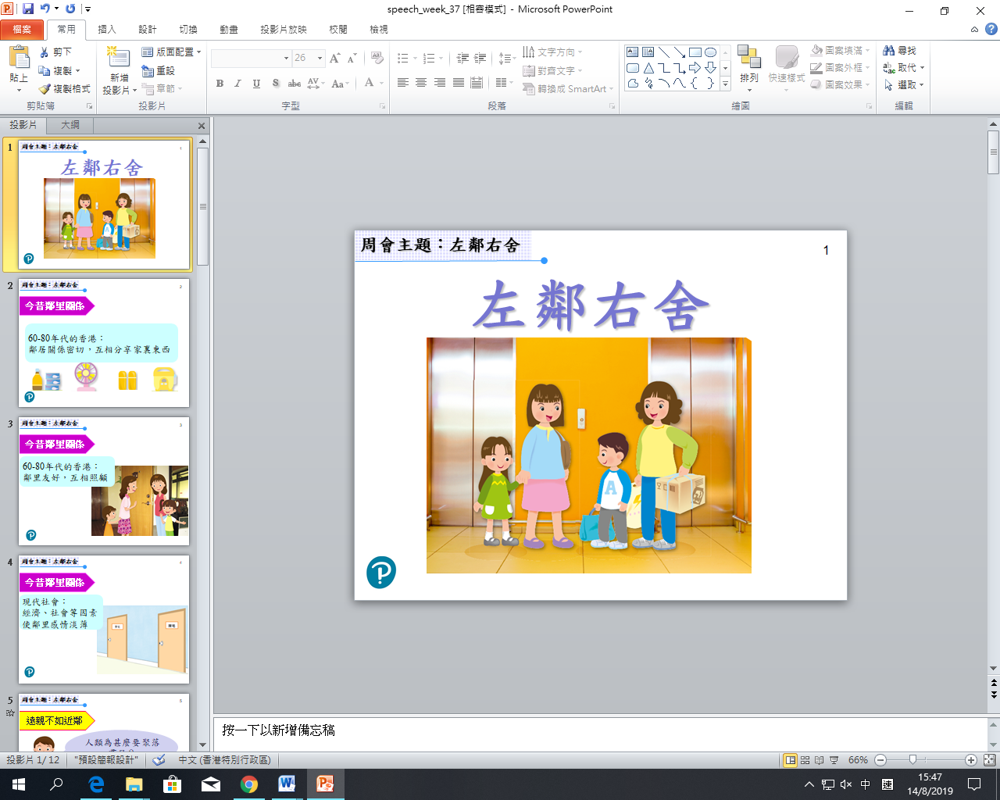 speech_week_37 [相容模式] - Microsoft PowerPoint
檔案 常用 插入 設計 切換 動畫 投影片放映 校閱 檢視
貼上 剪下 複製 複製格式 剪貼簿
新增投影片 版面配置 重設 章節 投影片
26
B I U S abc AV Aa A 字型
文字方向 對齊文字 轉換成 SmartArt 段落
排列 快速樣式 圖案填滿 圖案外框 圖案效果 繪圖
尋找 取代 選取 編輯
投影片 大綱
1
周會主題：左鄰右舍
1
左鄰右舍
2
周會主題：左鄰右舍
2
今昔鄰里關係
60-80年代的香港：
鄰居關係密切，互相分享家裏東西
3
周會主題：左鄰右舍
3
今昔鄰里關係
60-80年代的香港：
鄰里友好，互相照顧
4
周會主題：左鄰右舍
4
今昔鄰里關係
現代社會：
經濟、社會等因素
使鄰里感情淡薄
5
周會主題：左鄰右舍
5
遠親不如近鄰
人類為甚麼要聚落
周會主題：左鄰右舍
1
左鄰右舍
A
按一下以新增備忘稿
投影片 1/ 12 "預設簡報設計" 中文 (香港特別行政區) 66%
中 速 15:47
14/8/2019